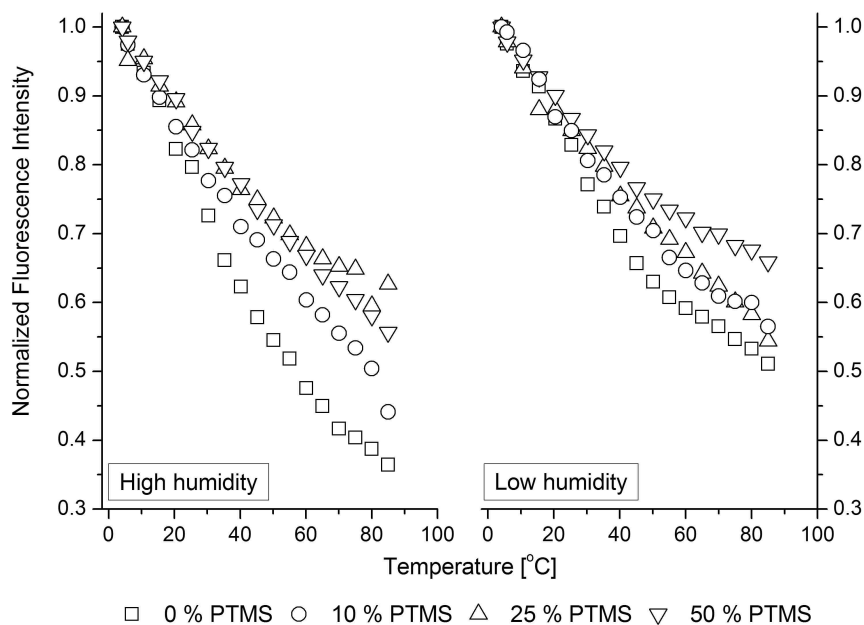 Normalized Fluorescence Intensity
1.0
0.9
0.8
0.7
0.6
0.5
0.4
0.3
High humidity
0 20 40 60 80 100
Low humidity
0 20 40 60 80 100
1.0
0.9
0.8
0.7
0.6
0.5
0.4
0.3
Temperature [°C]
0 % PTMS 10 % PTMS 25 % PTMS 50 % PTMS